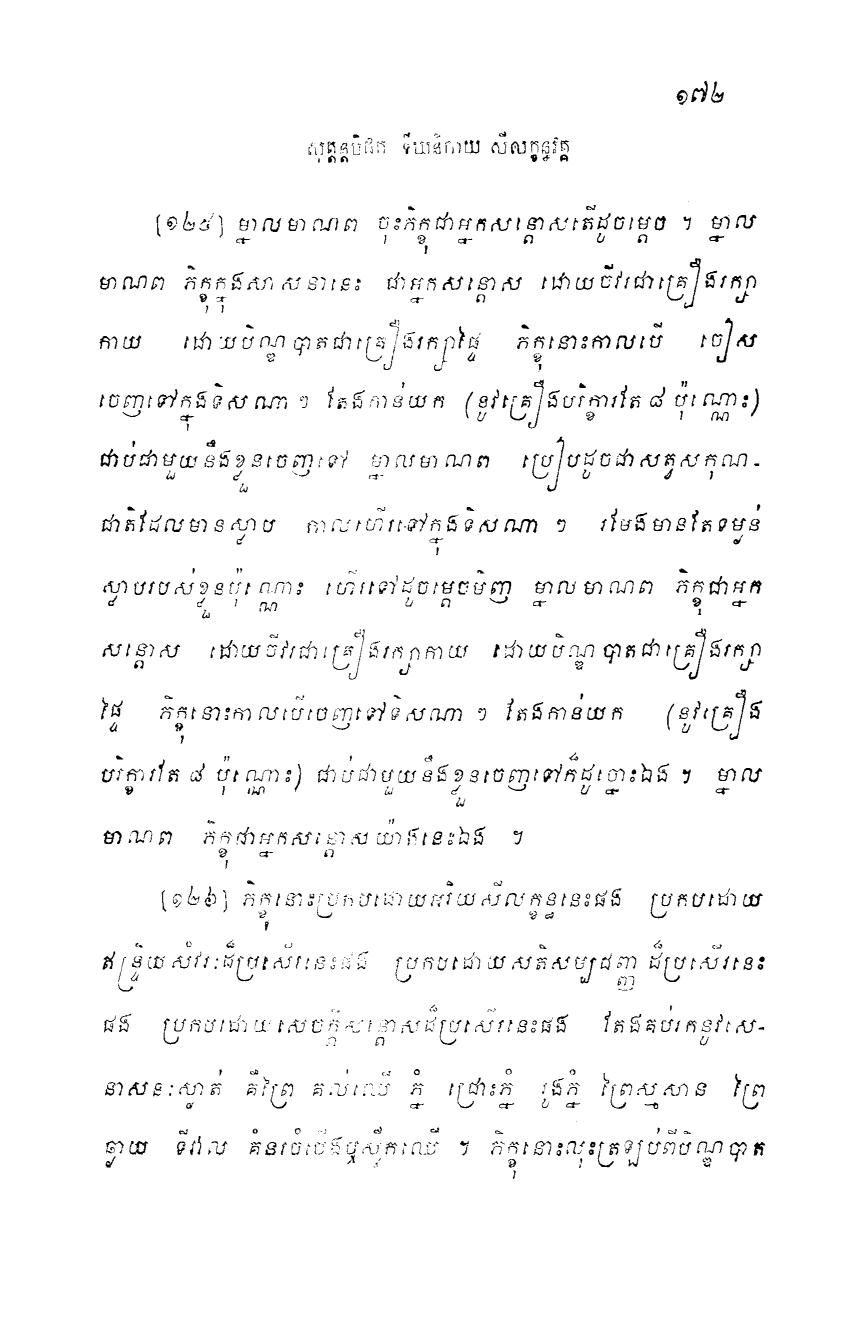 ១៧២
សុត្តន្តបិដក ទីឃនិកាយ សីលក្ខន្ធវគ្គ
[១២៥] ម្នាលមាណព ចុះភិក្ខុជាអ្នកសន្តោសតើដូចម្តេច ។ ម្នាល
មាណព ភិក្ខុក្នុងសាសនានេះ ជាអ្នកសន្តោស ដោយចីវរជាគ្រឿងរក្សា
កាយ ដោយបិណ្ឌបាតជាគ្រឿងរក្សាផ្ទៃ ភិក្ខុនោះកាលបើ ចៀស
ចេញទៅក្នុងទិសណាៗ តែងកាន់យក (នូវគ្រឿងបរិក្ខារតែ ៨ ប៉ុណ្ណោះ)
ជាប់ជាមួយនឹងខ្លួនចេញទៅ ម្នាលមាណព ប្រៀបដូចជាសត្វសកុណ-
ជាតិដែលមានស្លាប កាលហើរទៅក្នុងទិសណា ៗ រមែងមានតែទម្ងន់
ស្លាបរបស់ខ្លួនប៉ុណ្ណោះ ហើរទៅដូចម្តេចមិញ ម្នាលមាណព ភិក្ខុជាអ្នក
សន្តោស ដោយចីវរជាគ្រឿងរក្សាកាយ ដោយបិណ្ឌបាតជាគ្រឿងរក្សា
ផ្ទៃ ភិក្ខុនោះកាលបើចេញទៅទិសណា ៗ តែងកាន់យក (នូវគ្រឿង
បរិក្ខារតែ ៨ ប៉ុណ្ណោះ) ជាប់ជាមួយនឹងខ្លួនចេញទៅក៏ដូច្នោះឯង ។ ម្នាល
មាណព ភិក្ខុជាអ្នកសន្តោសយ៉ាងនេះឯង ។
[១២៦] ភិក្ខុនោះប្រកបដោយអរិយសីលក្ខន្ធនេះផង ប្រកបដោយ
ឥន្ទ្រិយសំវរៈដ៏ប្រសើរនេះផង ប្រកបដោយសតិសម្បជញ្ញៈដ៏ប្រសើរនេះ
ផង ប្រកបដោយសេចក្តីសន្តោសដ៏ប្រសើរនេះផង តែងគប់រកនូវសេ-
នាសនៈស្ងាត់ គឺព្រៃ គល់ឈើ ភ្នំ ជ្រោះភ្នំ រូងភ្នំ ព្រៃស្មសាន ព្រៃ
ឆ្ងាយ ទីវាល គំនរចំបើងឬស្លឹកឈើ ។ ភិក្ខុនោះលុះត្រឡប់ពីបិណ្ឌបាត